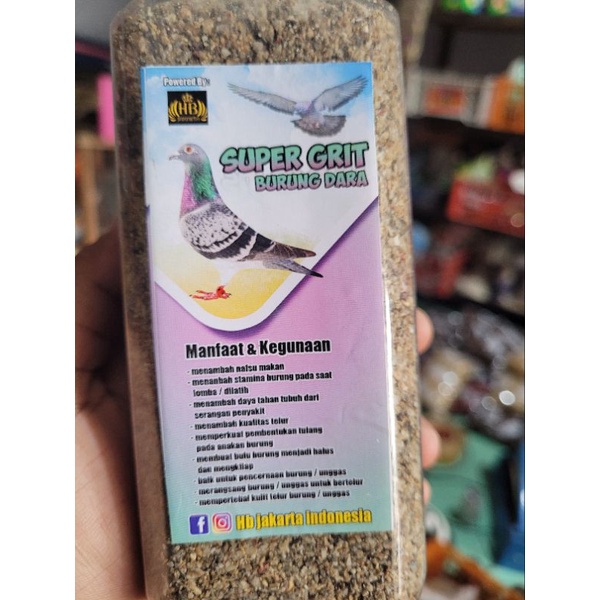 Powered By:
HB
SUPER GRIT
BURUNG DARA
Manfaat & Kegunaan
- menambah nafsu makan
- menanbah stamina burung pada saat
lomba / dilatih
- menambah daya tahan tubuh dari
serangan penyakit
- menambah kualitas telur
- memperkuat pembentukan tulang
pada anakan burung
- membuat bulu burung menjadi halus
dan mengkilap
- baik untuk pencernaan burung / unggas
- merangsang burung / unggas untuk bertelur
- mempertebal kulit telur burung / unggas
Hb jakarta indonesia